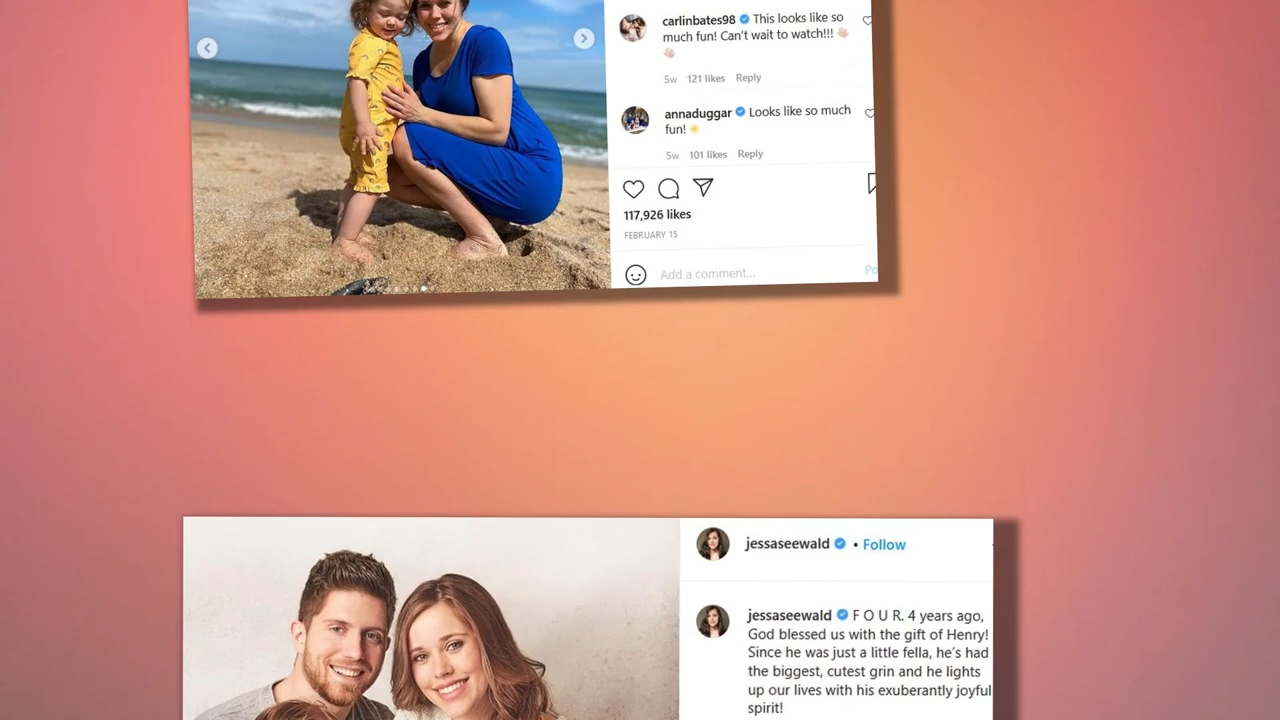 carlinbates98 This looks like so
much fun! Can't wait to watch!!! 👏🏼
👏🏼
5w 121 likes Reply
annaduggar Looks like so much
fun! ☀️
5w 101 likes Reply
117,926 likes
FEBRUARY 15
Add a comment...
Po
jessaseewald • Follow
jessaseewald F O U R. 4 years ago,
God blessed us with the gift of Henry!
Since he was just a little fella, he's had
the biggest, cutest grin and he lights
up our lives with his exuberantly joyful
spirit!